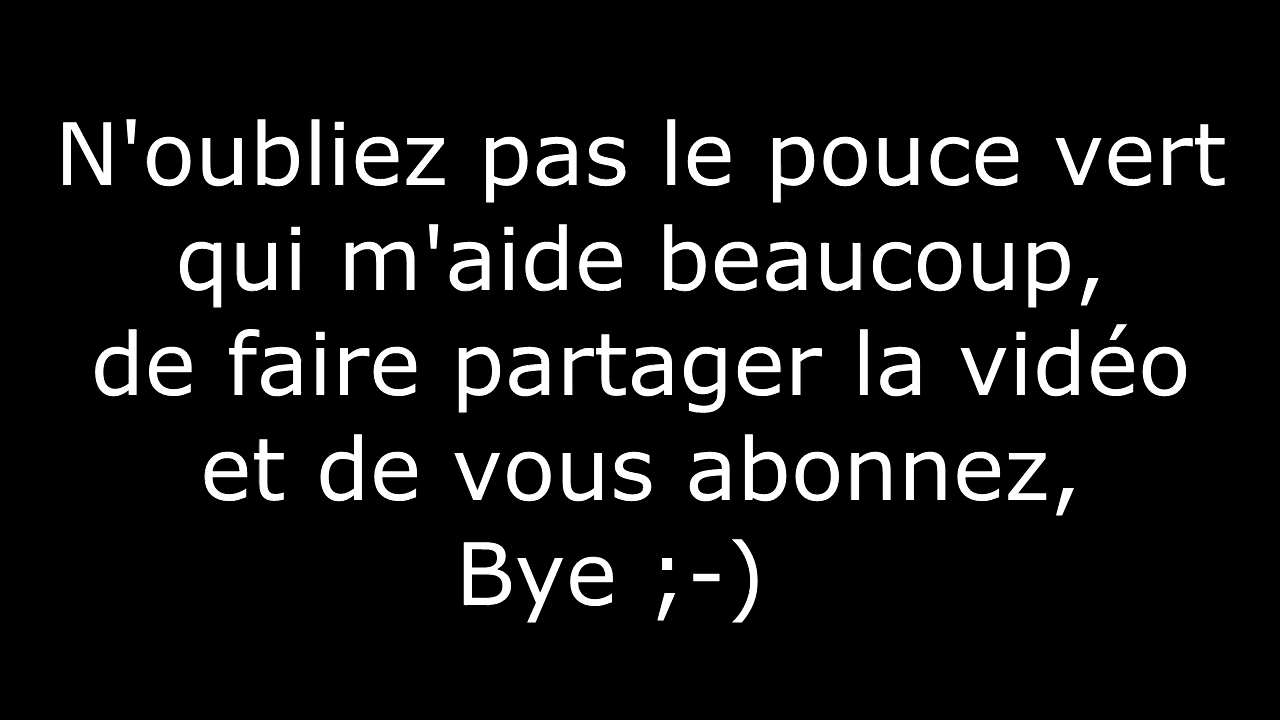 N'oubliez pas le pouce vert
qui m'aide beaucoup,
de faire partager la vidéo
et de vous abonnez,
Bye ;-)